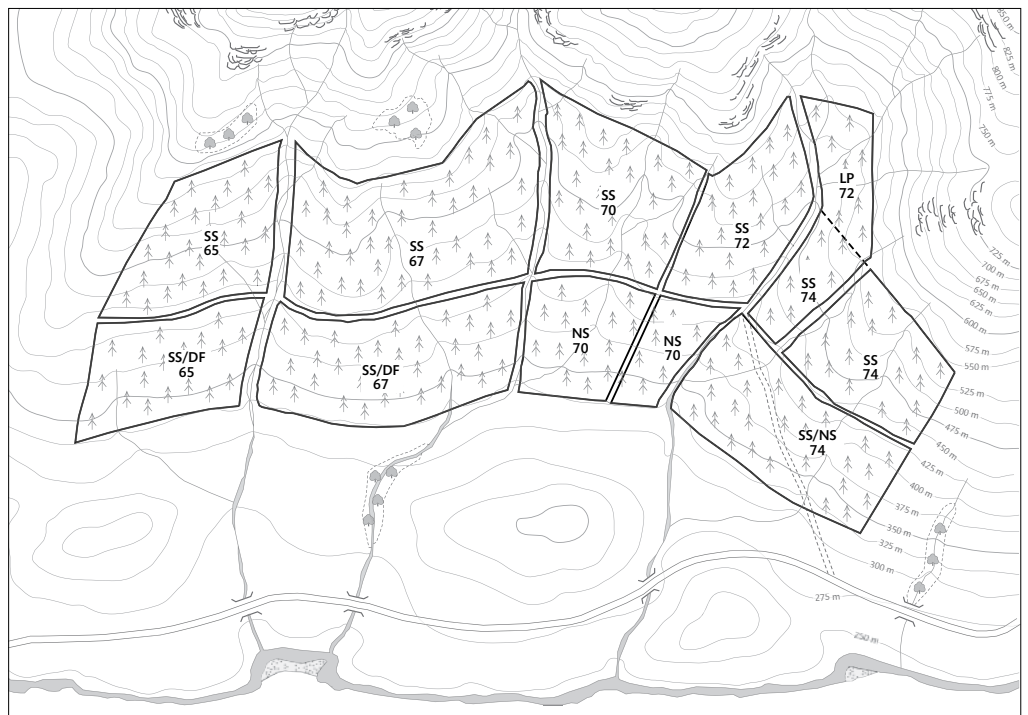 850 m
825 m
800 m
775 m
750 m
LP
72
SS
70
SS
72
SS
65
SS
67
725 m
700 m
675 m
650 m
625 m
SS
74
600 m
575 m
550 m
NS
70
NS
70
SS/DF
65
SS/DF
67
SS
74
525 m
500 m
475 m
SS/NS
74
450 m
425 m
400 m
375 m
350 m
325 m
300 m
275 m
250 m